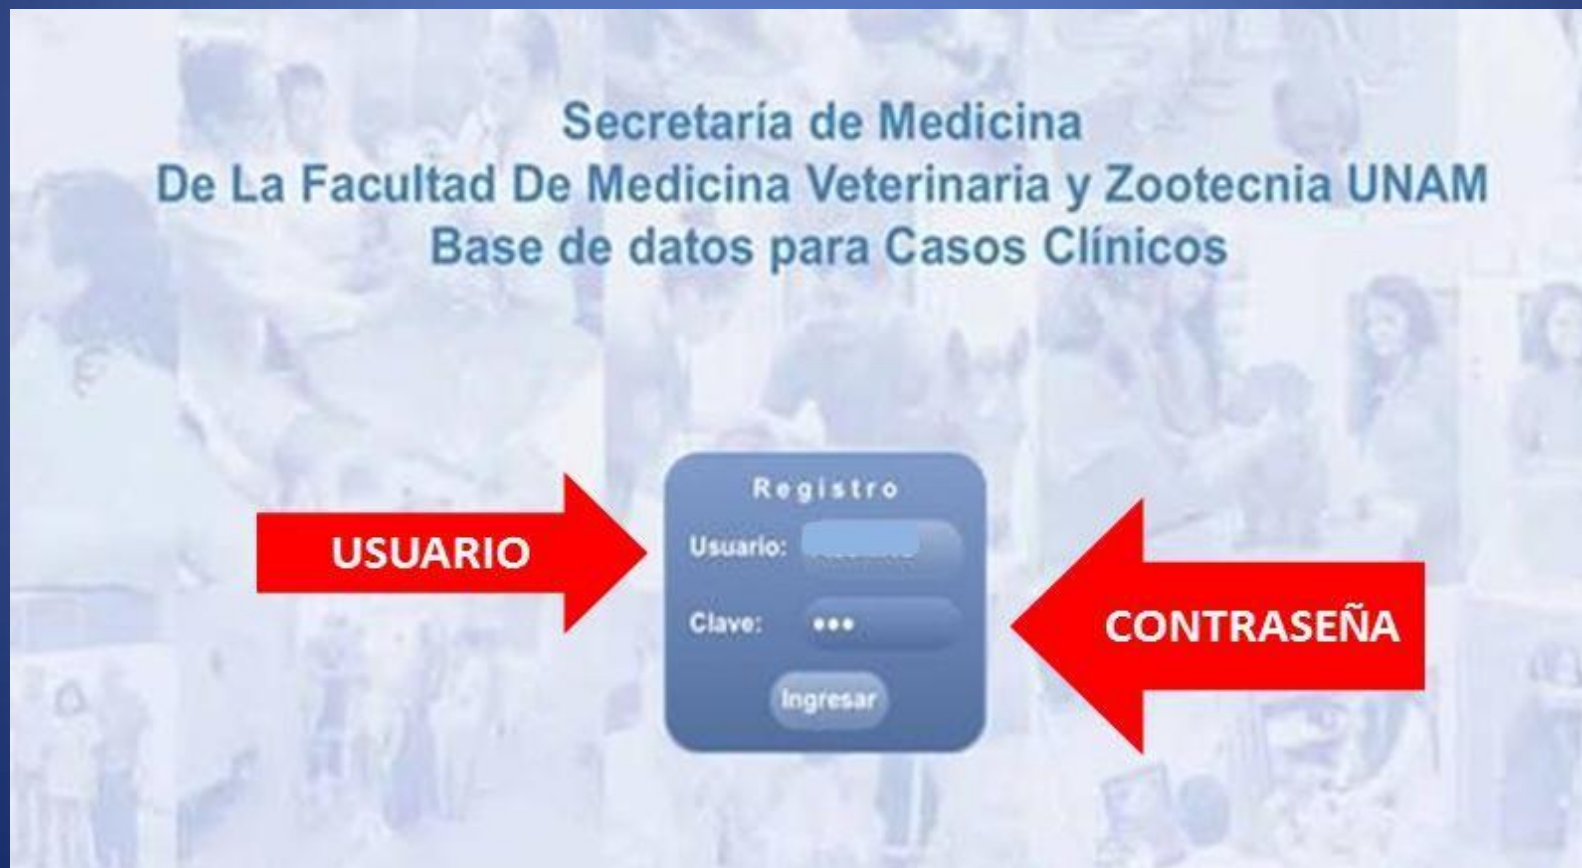 Secretaría de Medicina
De La Facultad De Medicina Veterinaria y Zootecnia UNAM
Base de datos para Casos Clínicos
Registro
USUARIO
Usuario:
Clave: •••
CONTRASEÑA
Ingresar